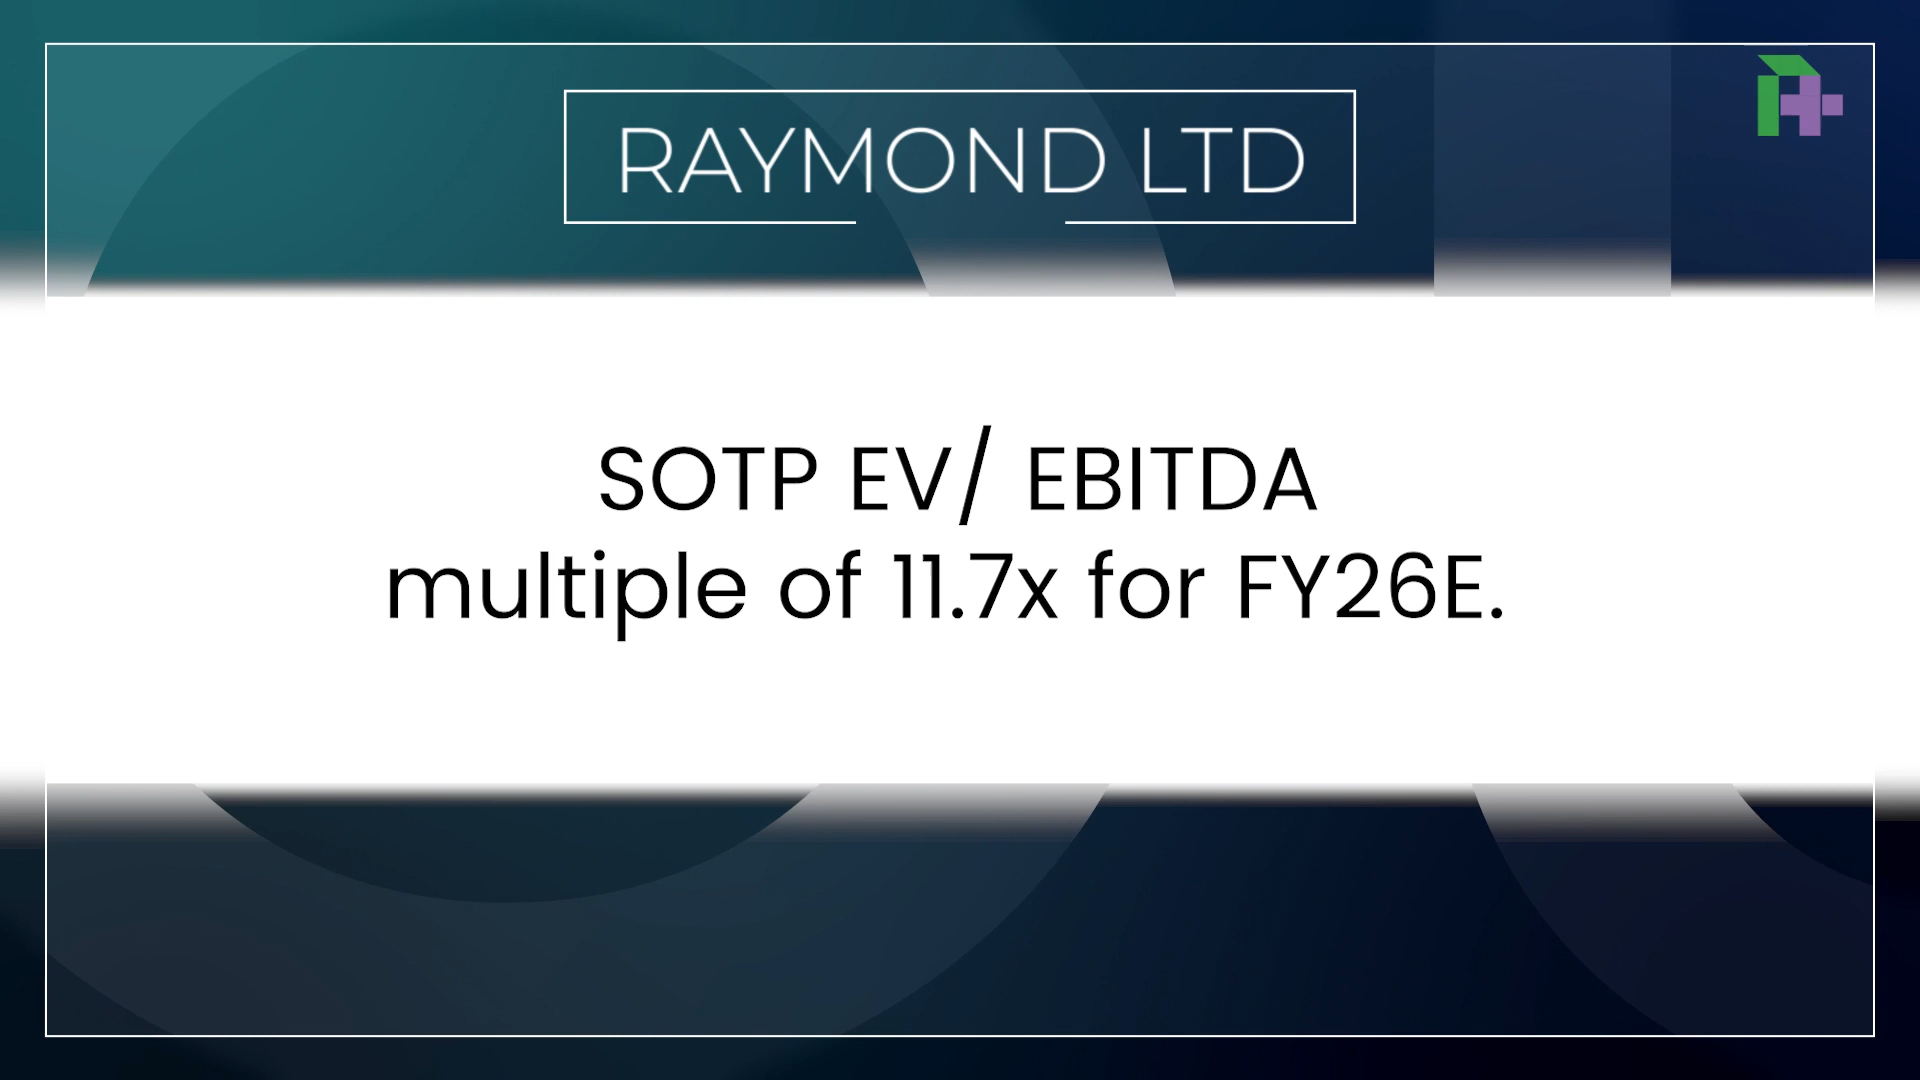 RAYMOND LTD
SOTP EV/ EBITDA
multiple of 11.7x for FY26E.